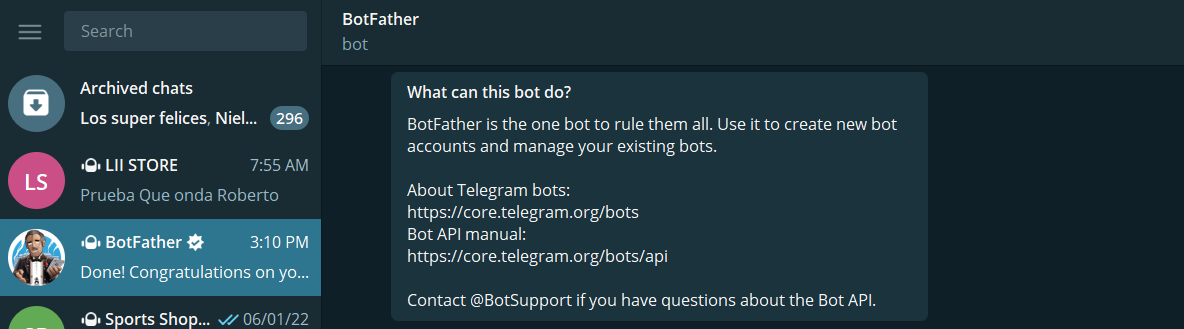 Search
Archived chats
Los super felices, Niel...
296
LS
LII STORE
7:55 AM
Prueba Que onda Roberto
BotFather
3:10 PM
Done! Congratulations on yo...
Sports Shop...
06/01/22
BotFather
bot
What can this bot do?
BotFather is the one bot to rule them all. Use it to create new bot
accounts and manage your existing bots.
About Telegram bots:
https://core.telegram.org/bots
Bot API manual:
https://core.telegram.org/bots/api
Contact @BotSupport if you have questions about the Bot API.